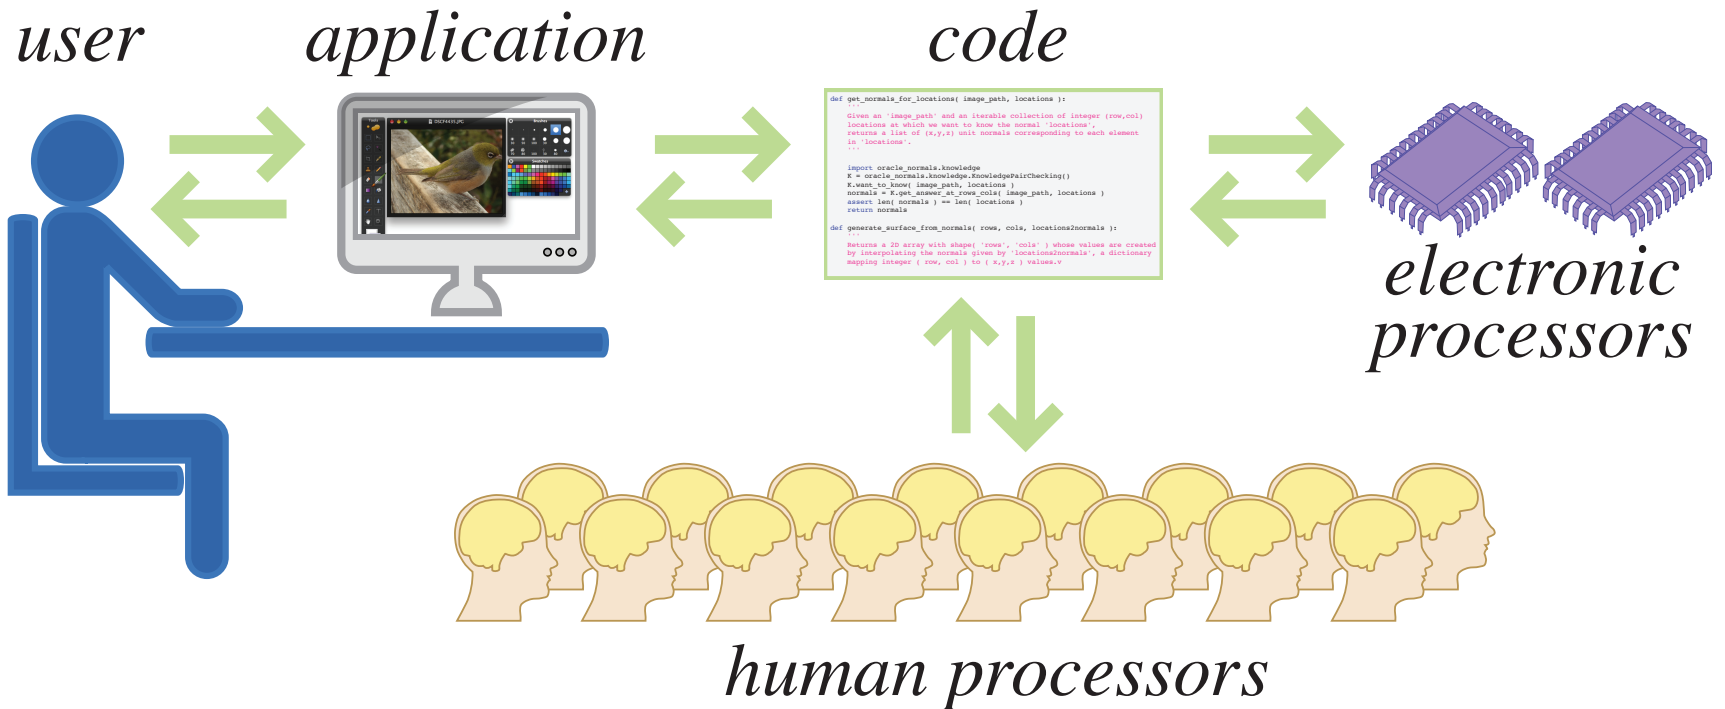 user
application
code
electronic
processors
human processors
DSCF4433.JPG
Brushes
Swatches
def get_normals_for_locations( image_path, locations ):
'''
Given an 'image_path' and an iterable collection of integer (row,col)
locations at which we want to know the normal 'locations',
returns a list of (x,y,z) unit normals corresponding to each element
in 'locations'.
'''
import oracle_normals.knowledge
K = oracle_normals.knowledge.KnowledgePairChecking()
K.want_to_know( image_path, locations )
normals = K.get_answer_at_rows_cols( image_path, locations )
assert len( normals ) == len( locations )
return normals
def generate_surface_from_normals( rows, cols, locations2normals ):
'''
Returns a 2D array with shape( 'rows', 'cols' ) whose values are created
by interpolating the normals given by 'locations2normals', a dictionary
mapping integer ( row, col ) to ( x,y,z ) values.v